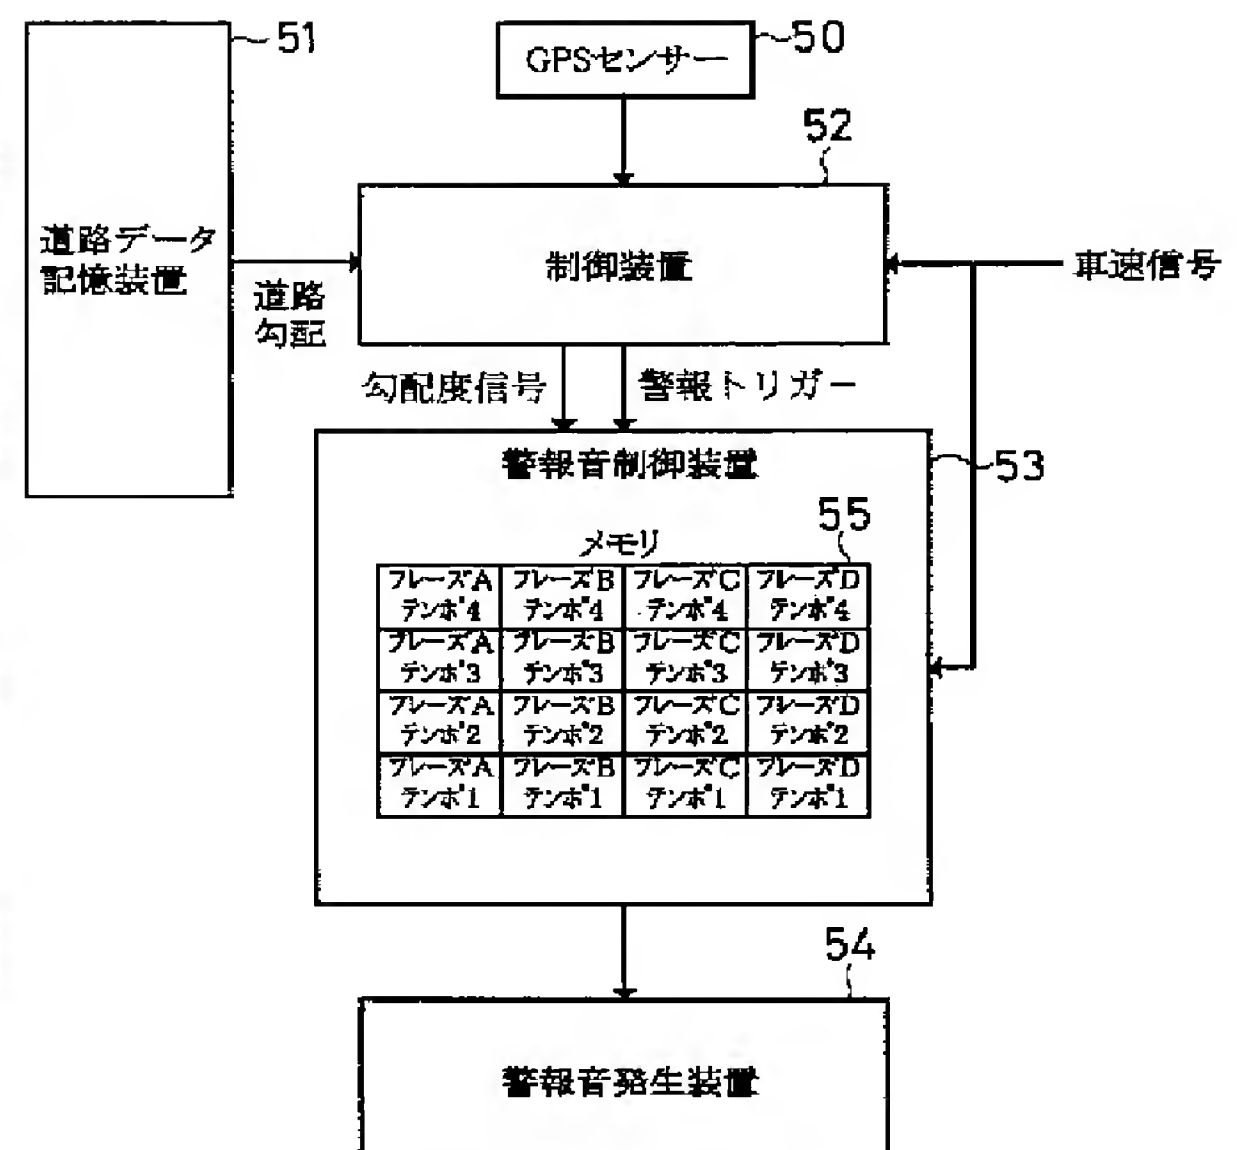 51
GPSセンサー
50
52
道路データ
記憶装置
道路
勾配
制御装置
車速信号
勾配度信号
警報トリガー
警報音制御装置
53
55
メモリ
フレーズA フレーズB フレーズC フレーズD
テンポ4 テンポ4 テンポ4 テンポ4
フレーズA フレーズB フレーズC フレーズD
テンポ3 テンポ3 テンポ3 テンポ3
フレーズA フレーズB フレーズC フレーズD
テンポ2 テンポ2 テンポ2 テンポ2
フレーズA フレーズB フレーズC フレーズD
テンポ1 テンポ1 テンポ1 テンポ1
54
警報音発生装置